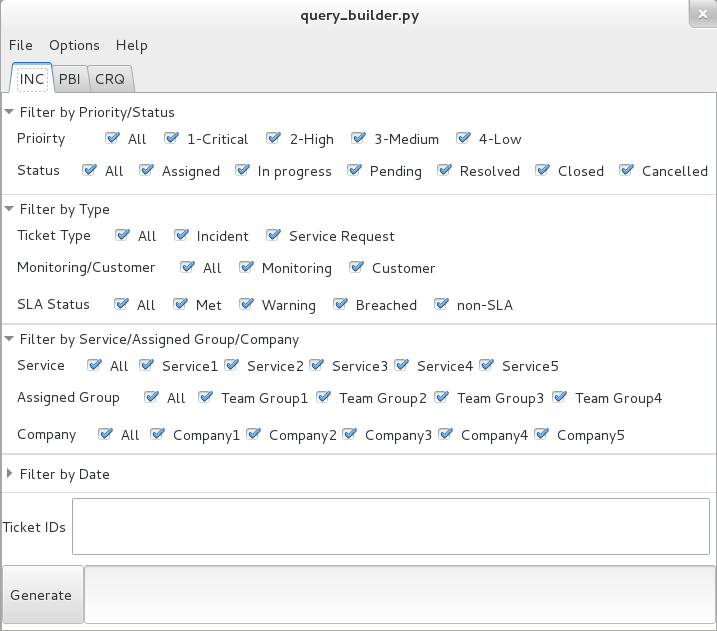 query_builder.py
File Options Help
INC PBI CRQ
Filter by Priority/Status
Prioirty All 1-Critical 2-High 3-Medium 4-Low
Status All Assigned In progress Pending Resolved Closed Cancelled
Filter by Type
Ticket Type All Incident Service Request
Monitoring/Customer All Monitoring Customer
SLA Status All Met Warning Breached non-SLA
Filter by Service/Assigned Group/Company
Service All Service1 Service2 Service3 Service4 Service5
Assigned Group All Team Group1 Team Group2 Team Group3 Team Group4
Company All Company1 Company2 Company3 Company4 Company5
Filter by Date
Ticket IDs
Generate